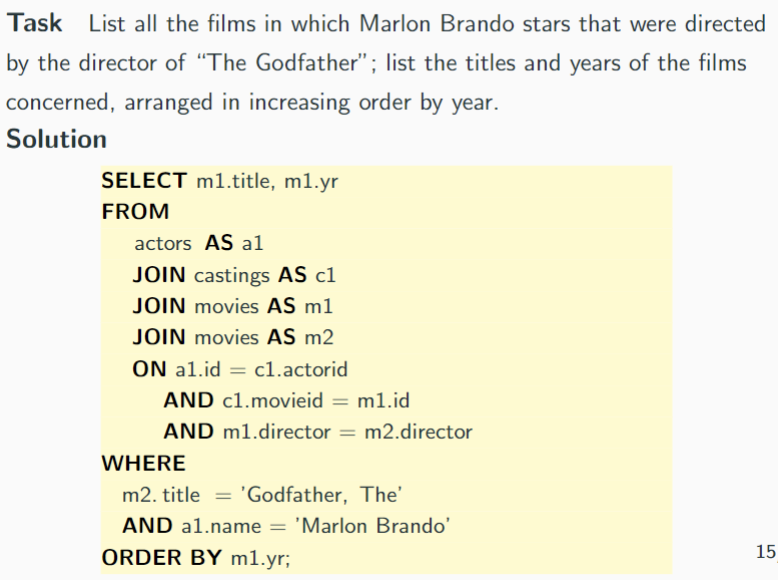 Task List all the films in which Marlon Brando stars that were directed
by the director of “The Godfather”; list the titles and years of the films
concerned, arranged in increasing order by year.
Solution
SELECT m1.title, m1.yr
FROM
actors AS a1
JOIN castings AS c1
JOIN movies AS m1
JOIN movies AS m2
ON a1.id = c1.actorid
AND c1.movieid = m1.id
AND m1.director = m2.director
WHERE
m2. title = 'Godfather, The'
AND a1.name = 'Marlon Brando'
ORDER BY m1.yr;
15